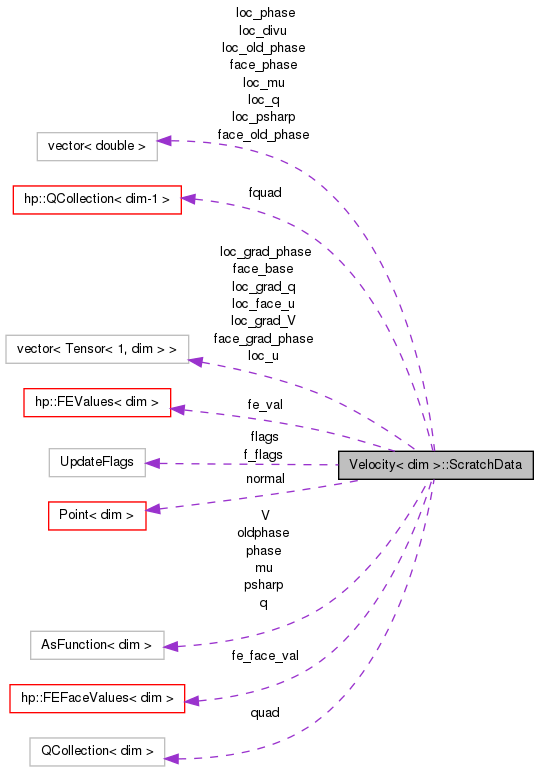 loc_phase
loc_divu
loc_old_phase
face_phase
loc_mu
loc_q
loc_psharp
face_old_phase
vector< double >
fquad
hp::QCollection< dim-1 >
loc_grad_phase
face_base
loc_grad_q
loc_face_u
loc_grad_V
face_grad_phase
loc_u
vector< Tensor< 1, dim > >
fe_val
hp::FEValues< dim >
flags
f_flags
UpdateFlags
Velocity< dim >::ScratchData
normal
Point< dim >
V
oldphase
phase
mu
psharp
q
AsFunction< dim >
fe_face_val
hp::FEFaceValues< dim >
quad
QCollection< dim >